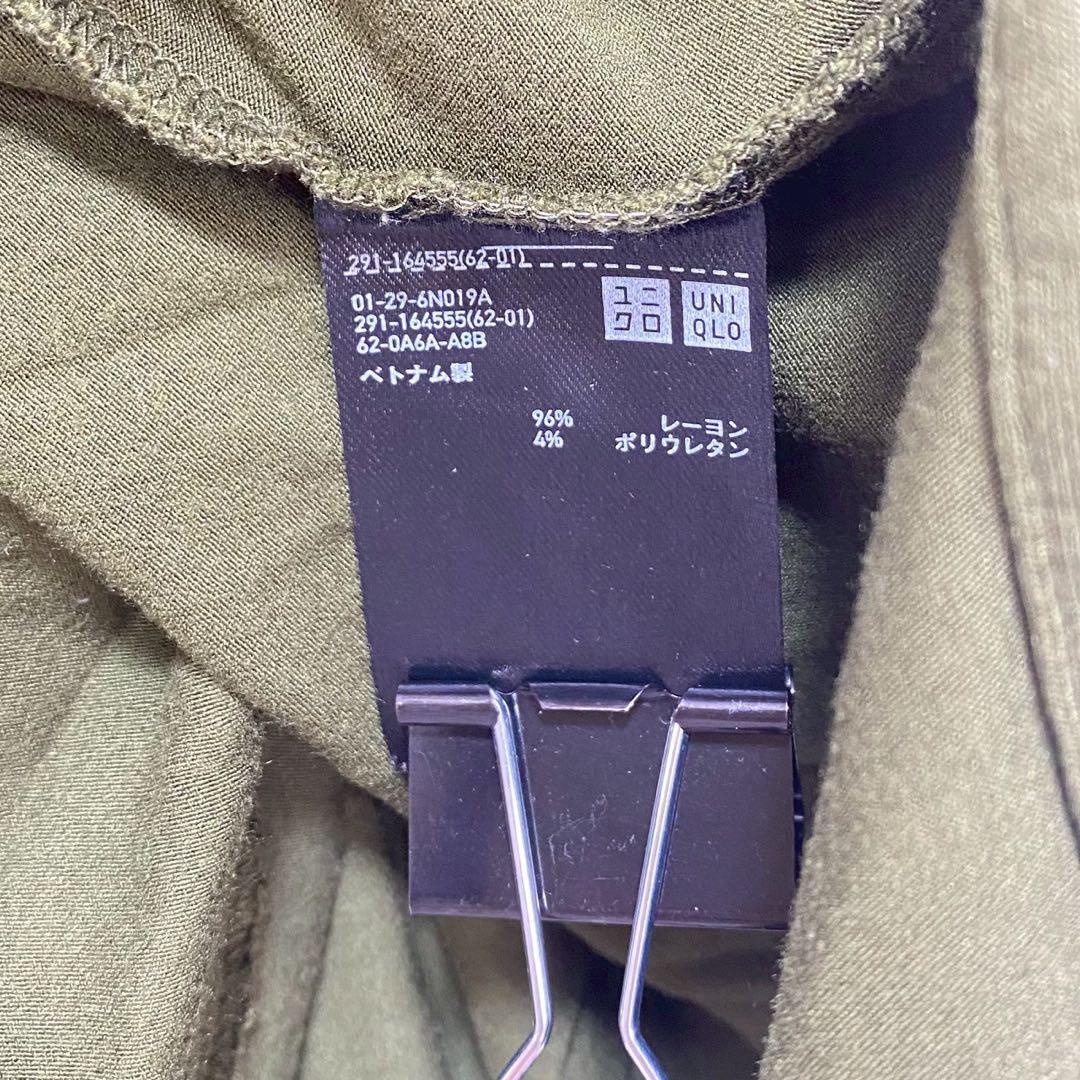 291-164555(62-01)
01-29-6N019A
291-164555(62-01)
62-0A6A-A8B
ベトナム製
ユニ
クロ
UNI
QLO
96% レーヨン
4% ポリウレタン